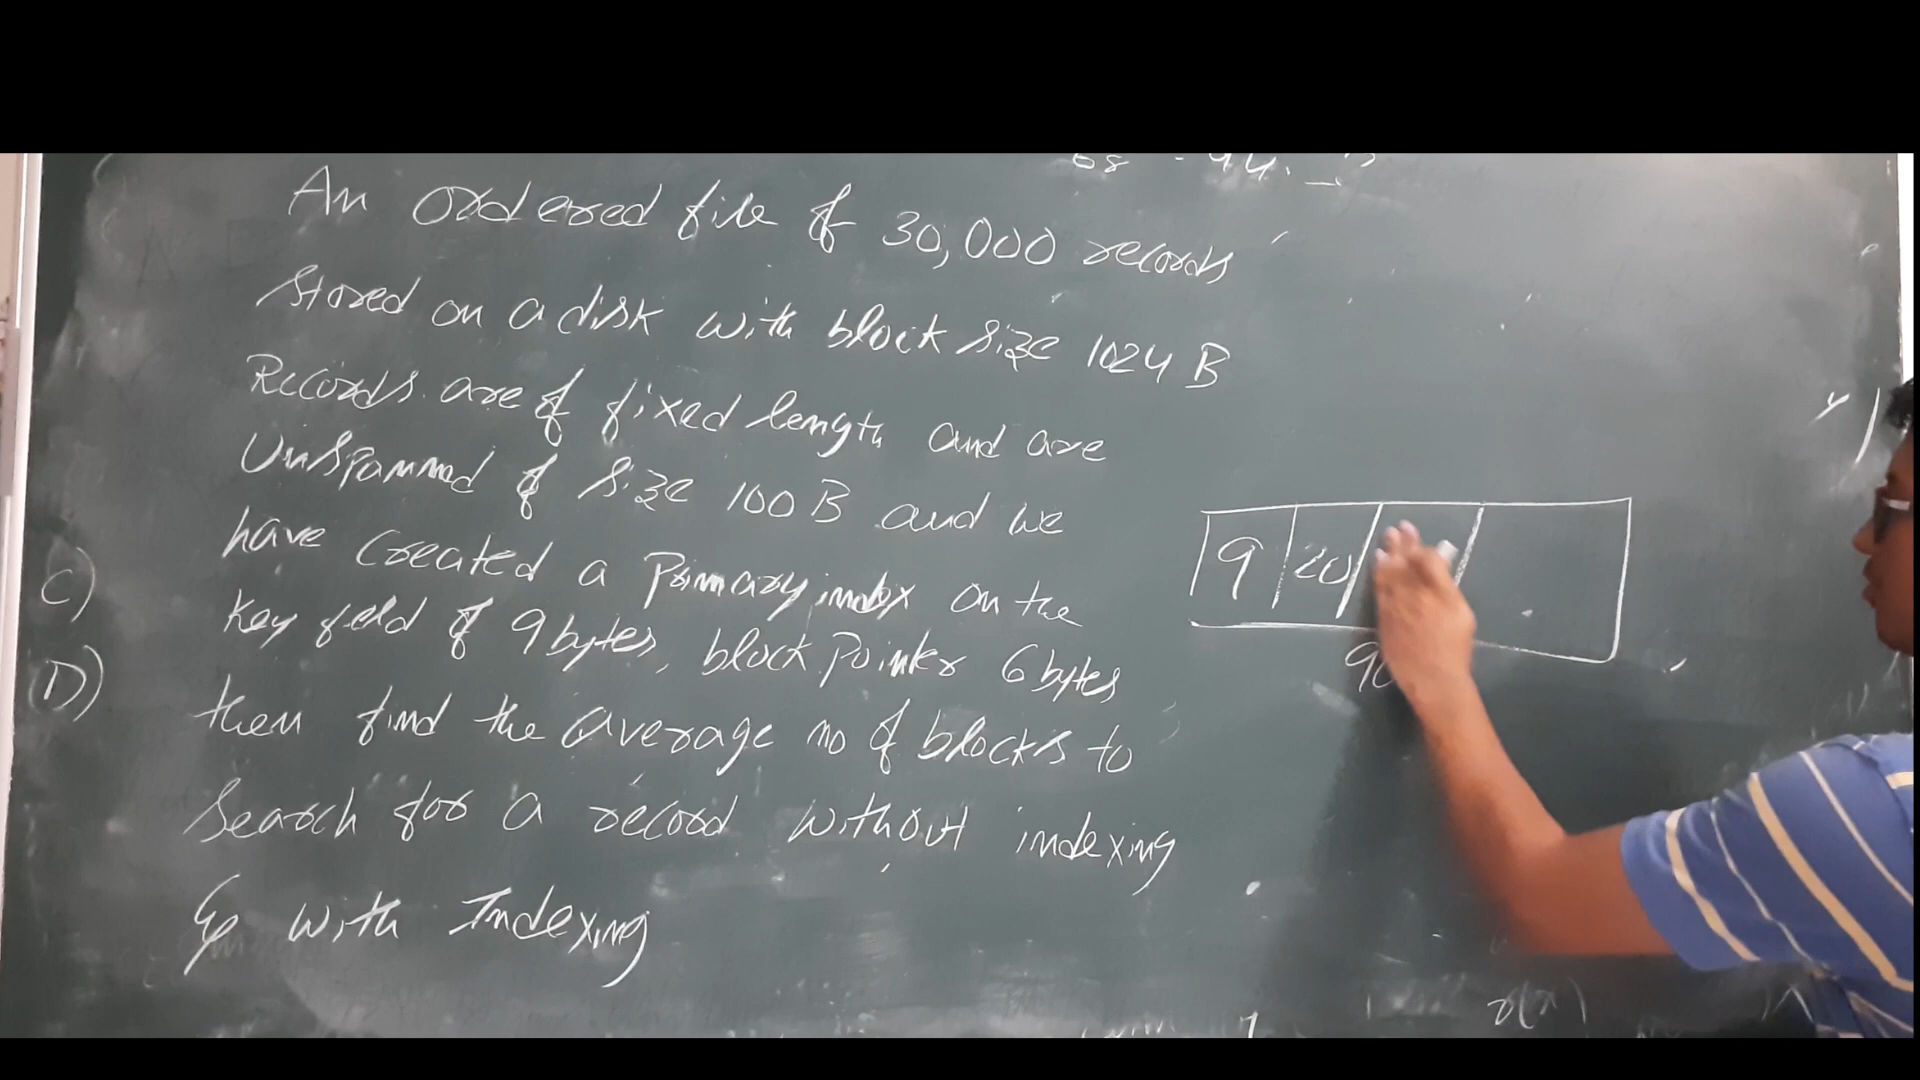 An ordered file of 30,000 records
stored on a disk with block size 1024 B
Records are of fixed length and are
Unspanned of size 100 B and we
have created a Primary index on the
C)
key field of 9 bytes, block pointer 6 bytes
D)
then find the average no of blocks to
search for a record without indexing
& with Indexing
9 20
90
y
r(x)